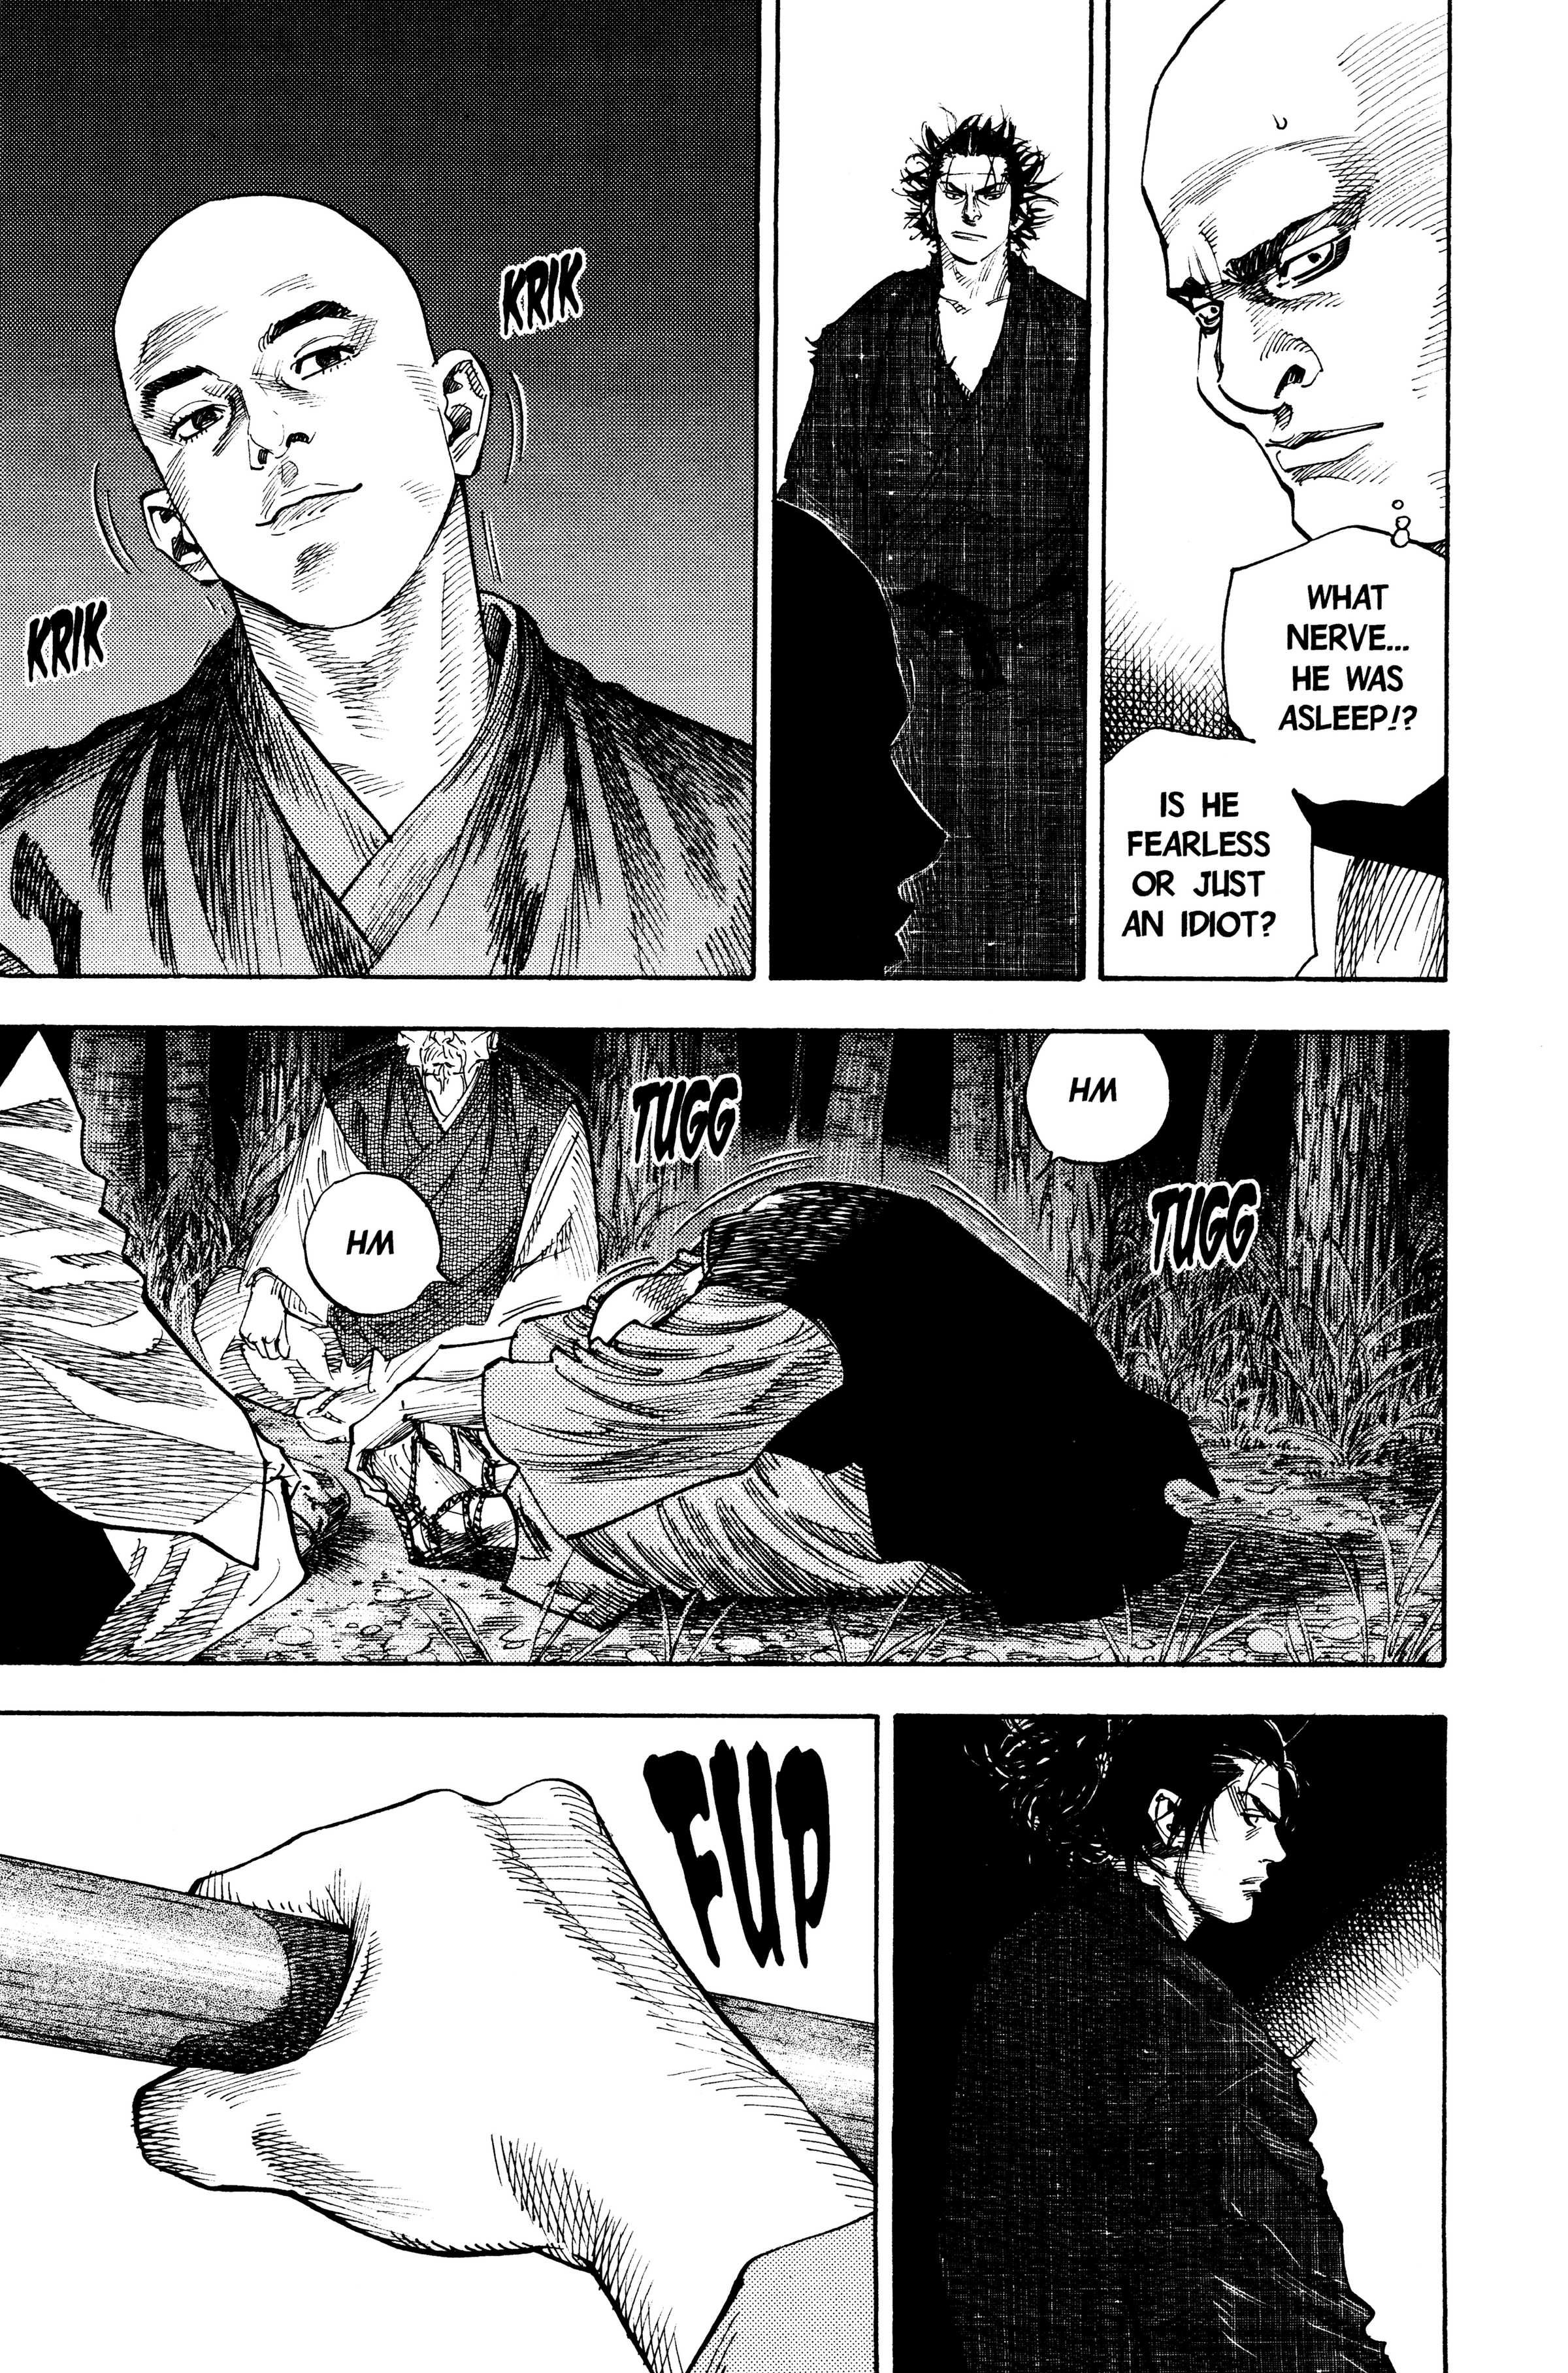 WHAT
NERVE...
HE WAS
ASLEEP!?
IS HE
FEARLESS
OR JUST
AN IDIOT?
KRIK
KRIK
HM
TUGG
TUGG
HM
FUP